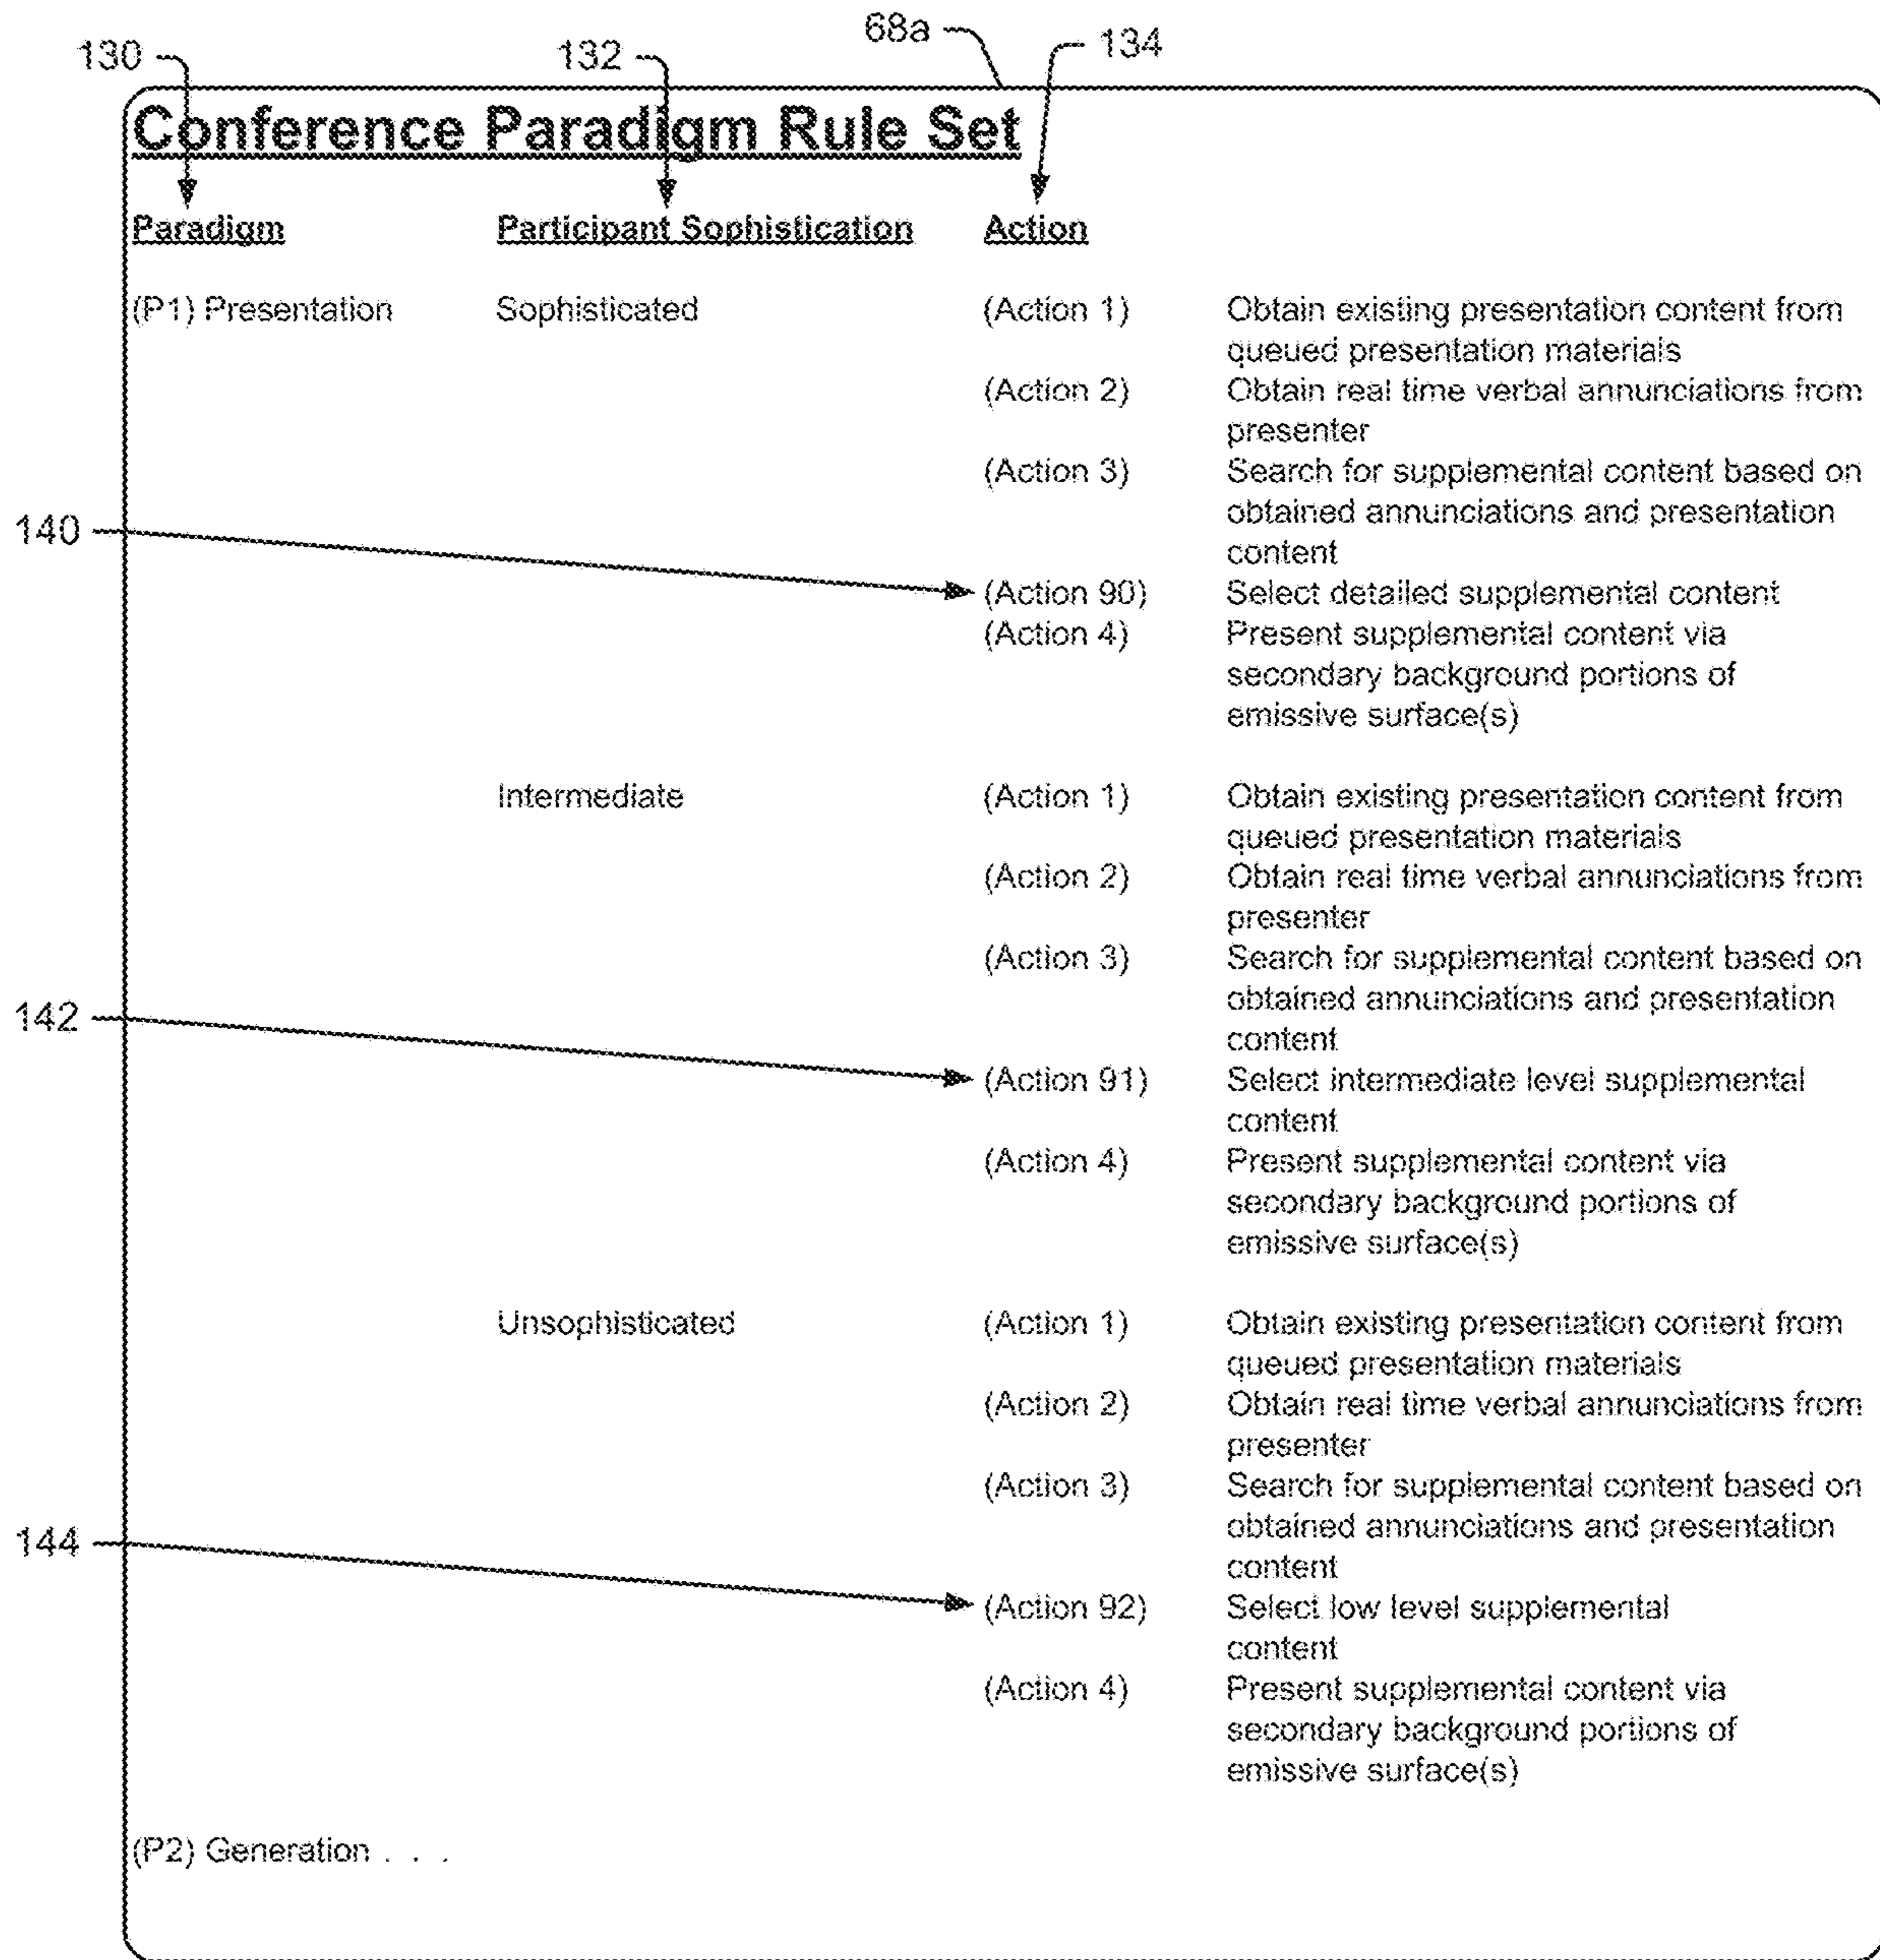 68a
130 132 134
Conference Paradigm Rule Set
Paradigm Participant Sophistication Action
(P1) Presentation Sophisticated (Action 1) Obtain existing presentation content from
queued presentation materials
(Action 2) Obtain real time verbal annunciations from
presenter
(Action 3) Search for supplemental content based on
140 obtained annunciations and presentation
content
(Action 90) Select detailed supplemental content
(Action 4) Present supplemental content via
secondary background portions of
emissive surface(s)
Intermediate (Action 1) Obtain existing presentation content from
queued presentation materials
(Action 2) Obtain real time verbal annunciations from
presenter
(Action 3) Search for supplemental content based on
142 obtained annunciations and presentation
content
(Action 91) Select intermediate level supplemental
content
(Action 4) Present supplemental content via
secondary background portions of
emissive surface(s)
Unsophisticated (Action 1) Obtain existing presentation content from
queued presentation materials
(Action 2) Obtain real time verbal annunciations from
presenter
(Action 3) Search for supplemental content based on
144 obtained annunciations and presentation
content
(Action 92) Select low level supplemental
content
(Action 4) Present supplemental content via
secondary background portions of
emissive surface(s)
(P2) Generation . . .